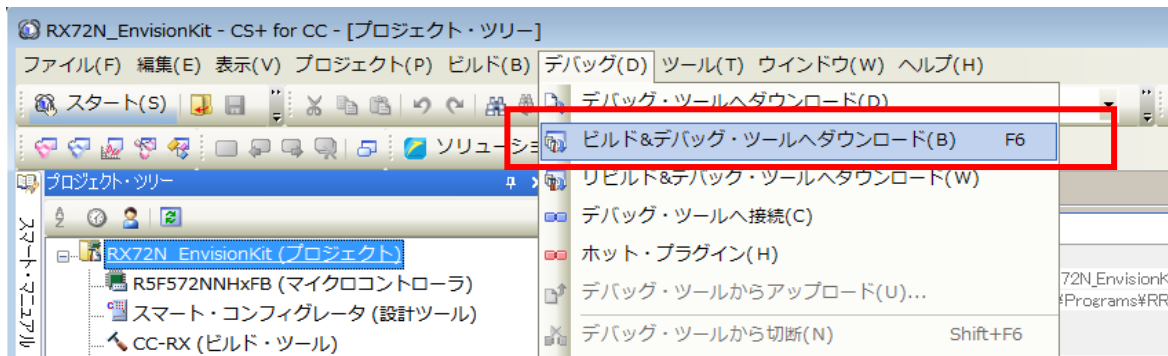 RX72N_EnvisionKit - CS+ for CC - [プロジェクト・ツリー]
ファイル(F) 編集(E) 表示(V) プロジェクト(P) ビルド(B) デバッグ(D) ツール(T) ウインドウ(W) ヘルプ(H)
スタート(S)
デバッグ・ツールへダウンロード(D)
ソリューショ
ビルド&デバッグ・ツールへダウンロード(B) F6
プロジェクト・ツリー
リビルド&デバッグ・ツールへダウンロード(W)
デバッグ・ツールへ接続(C)
スマート・マニュアル
RX72N_EnvisionKit (プロジェクト)
ホット・プラグイン(H)
R5F572NNHxFB (マイクロコントローラ)
デバッグ・ツールからアップロード(U)...
72N_EnvisionK
¥Programs¥RR
スマート・コンフィグレータ (設計ツール)
CC-RX (ビルド・ツール)
デバッグ・ツールから切断(N) Shift+F6